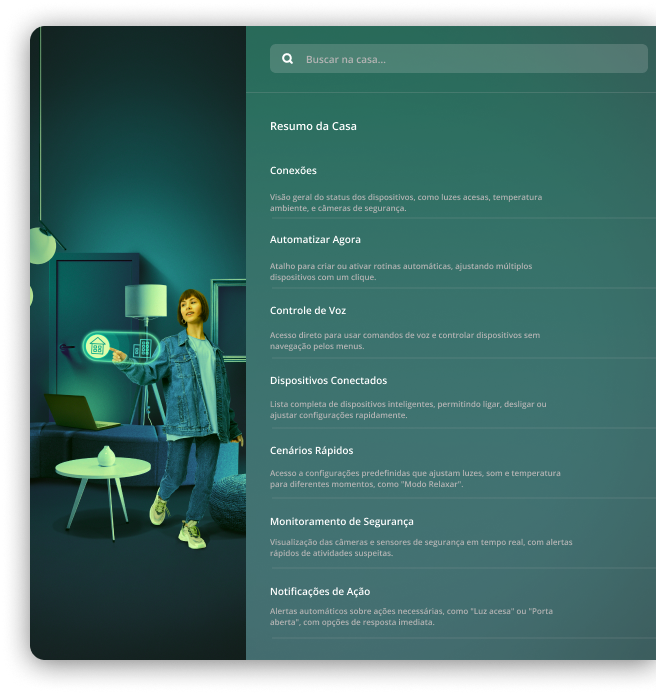 Buscar na casa...
Resumo da Casa
Conexões
Visão geral do status dos dispositivos, como luzes acesas, temperatura
ambiente, e câmeras de segurança.
Automatizar Agora
Atalho para criar ou ativar rotinas automáticas, ajustando múltiplos
dispositivos com um clique.
Controle de Voz
Acesso direto para usar comandos de voz e controlar dispositivos sem
navegação pelos menus.
Dispositivos Conectados
Lista completa de dispositivos inteligentes, permitindo ligar, desligar ou
ajustar configurações rapidamente.
Cenários Rápidos
Acesso a configurações predefinidas que ajustam luzes, som e temperatura
para diferentes momentos, como "Modo Relaxar".
Monitoramento de Segurança
Visualização das câmeras e sensores de segurança em tempo real, com alertas
rápidos de atividades suspeitas.
Notificações de Ação
Alertas automáticos sobre ações necessárias, como "Luz acesa" ou "Porta
aberta", com opções de resposta imediata.